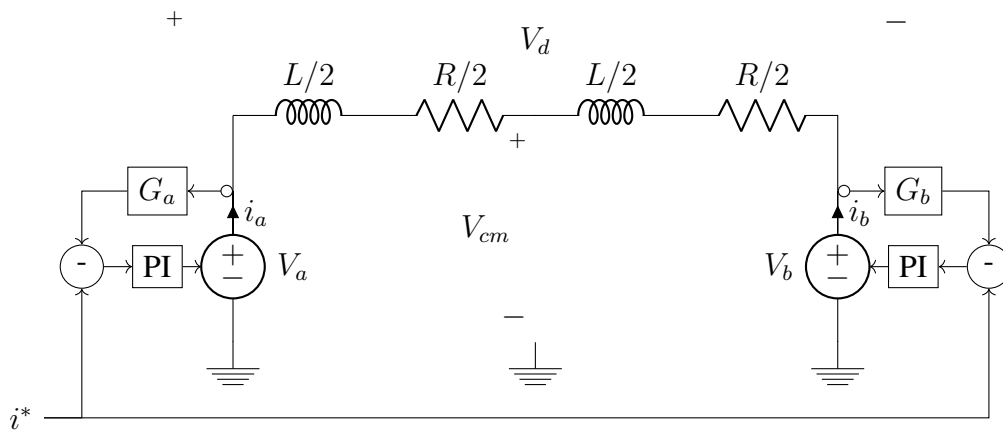 + −
V_d
L/2 R/2 L/2 R/2
+
G_a G_b
i_a i_b
V_cm
- PI + − V_a V_b + − PI -
−
i*